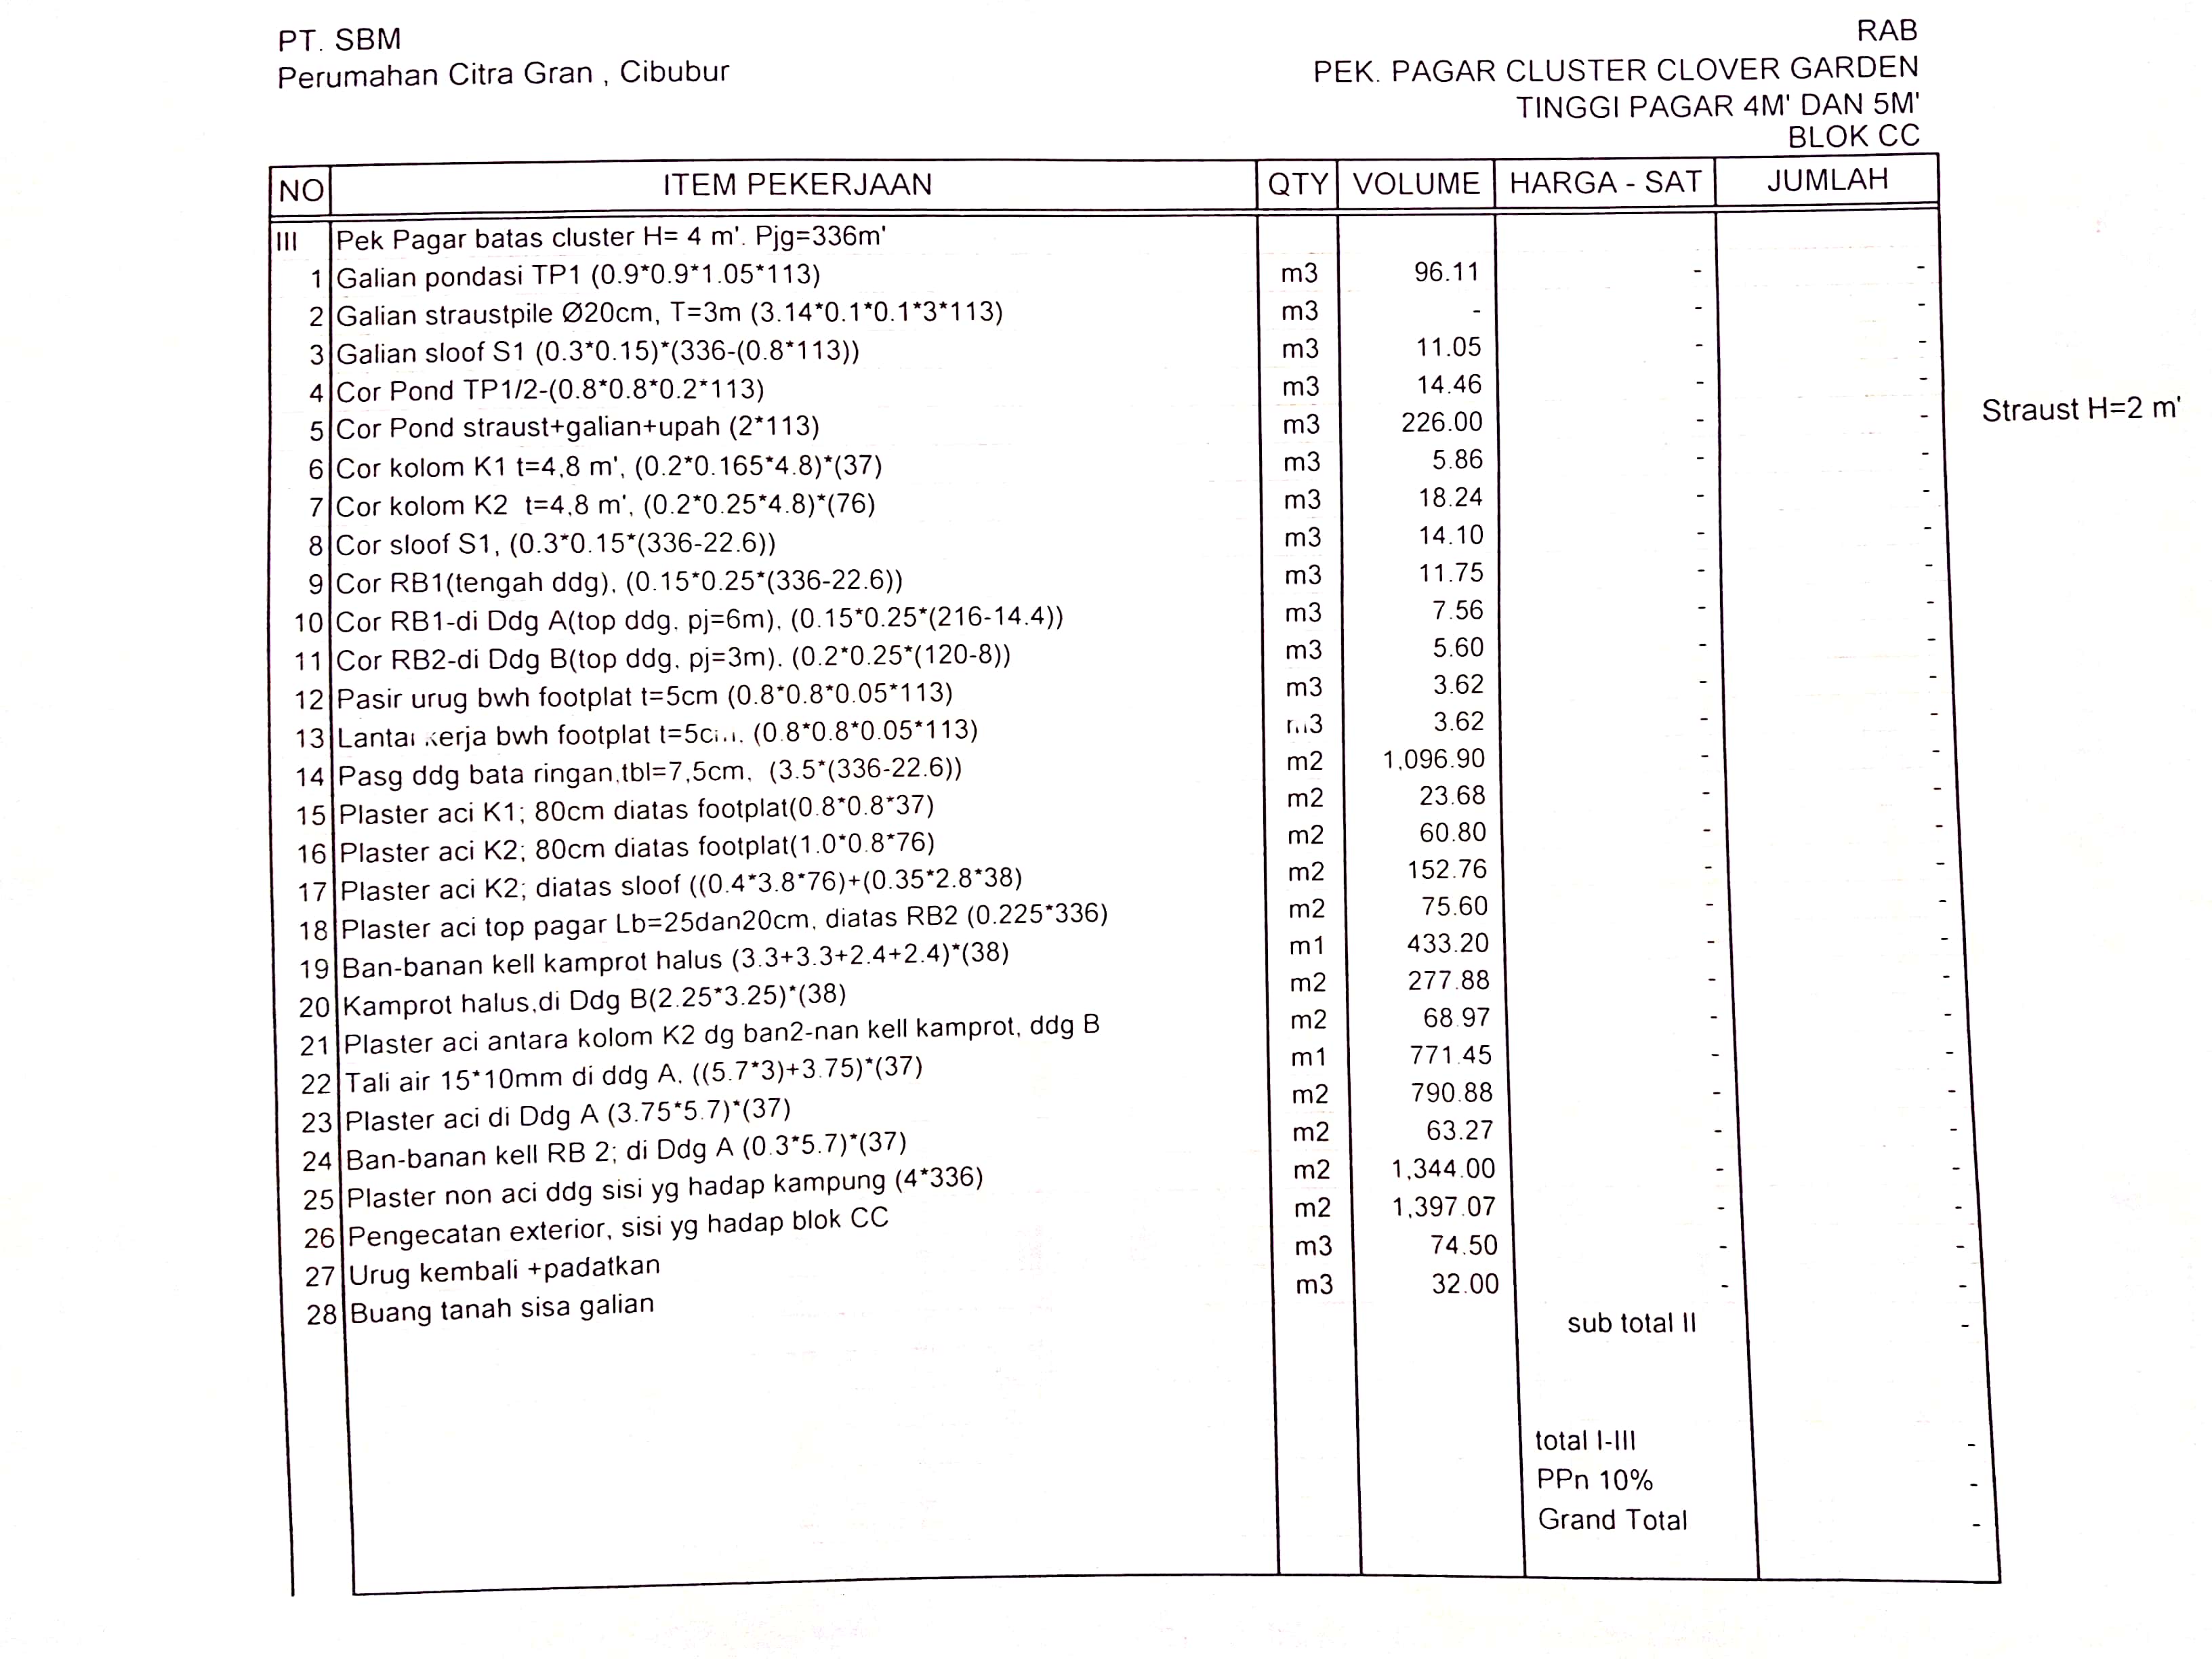 PT. SBM
Perumahan Citra Gran , Cibubur
RAB
PEK. PAGAR CLUSTER CLOVER GARDEN
TINGGI PAGAR 4M' DAN 5M'
BLOK CC
NO ITEM PEKERJAAN QTY VOLUME HARGA - SAT JUMLAH
III Pek Pagar batas cluster H= 4 m'. Pjg=336m'
1 Galian pondasi TP1 (0.9*0.9*1.05*113) m3 96.11 - -
2 Galian straustpile Ø20cm, T=3m (3.14*0.1*0.1*3*113) m3 - - -
3 Galian sloof S1 (0.3*0.15)*(336-(0.8*113)) m3 11.05 - -
4 Cor Pond TP1/2-(0.8*0.8*0.2*113) m3 14.46 - -
5 Cor Pond straust+galian+upah (2*113) m3 226.00 - - Straust H=2 m'
6 Cor kolom K1 t=4,8 m', (0.2*0.165*4.8)*(37) m3 5.86 - -
7 Cor kolom K2 t=4,8 m', (0.2*0.25*4.8)*(76) m3 18.24 - -
8 Cor sloof S1, (0.3*0.15*(336-22.6)) m3 14.10 - -
9 Cor RB1(tengah ddg), (0.15*0.25*(336-22.6)) m3 11.75 - -
10 Cor RB1-di Ddg A(top ddg, pj=6m), (0.15*0.25*(216-14.4)) m3 7.56 - -
11 Cor RB2-di Ddg B(top ddg, pj=3m). (0.2*0.25*(120-8)) m3 5.60 - -
12 Pasir urug bwh footplat t=5cm (0.8*0.8*0.05*113) m3 3.62 - -
13 Lantai kerja bwh footplat t=5cm. (0.8*0.8*0.05*113) m3 3.62 - -
14 Pasg ddg bata ringan,tbl=7,5cm, (3.5*(336-22.6)) m2 1,096.90 - -
15 Plaster aci K1; 80cm diatas footplat(0.8*0.8*37) m2 23.68 - -
16 Plaster aci K2; 80cm diatas footplat(1.0*0.8*76) m2 60.80 - -
17 Plaster aci K2; diatas sloof ((0.4*3.8*76)+(0.35*2.8*38) m2 152.76 - -
18 Plaster aci top pagar Lb=25dan20cm, diatas RB2 (0.225*336) m2 75.60 - -
19 Ban-banan kell kamprot halus (3.3+3.3+2.4+2.4)*(38) m1 433.20 - -
20 Kamprot halus,di Ddg B(2.25*3.25)*(38) m2 277.88 - -
21 Plaster aci antara kolom K2 dg ban2-nan kell kamprot, ddg B m2 68.97 - -
22 Tali air 15*10mm di ddg A. ((5.7*3)+3.75)*(37) m1 771.45 - -
23 Plaster aci di Ddg A (3.75*5.7)*(37) m2 790.88 - -
24 Ban-banan kell RB 2; di Ddg A (0.3*5.7)*(37) m2 63.27 - -
25 Plaster non aci ddg sisi yg hadap kampung (4*336) m2 1,344.00 - -
26 Pengecatan exterior, sisi yg hadap blok CC m2 1,397.07 - -
27 Urug kembali +padatkan m3 74.50 - -
28 Buang tanah sisa galian m3 32.00 - -
sub total II -
total I-III -
PPn 10% -
Grand Total -